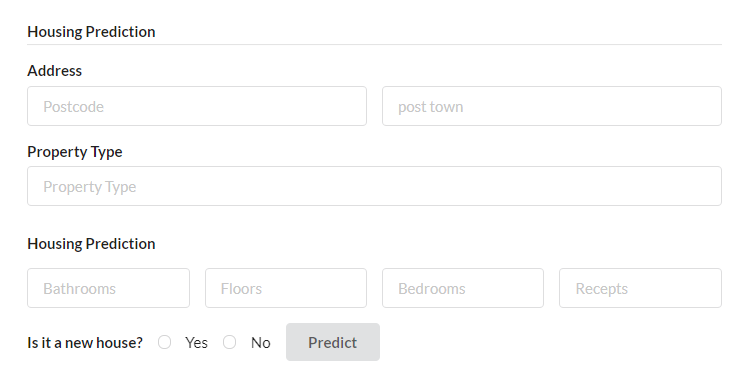 Housing Prediction
Address
Postcode post town
Property Type
Property Type
Housing Prediction
Bathrooms Floors Bedrooms Recepts
Is it a new house? Yes No Predict